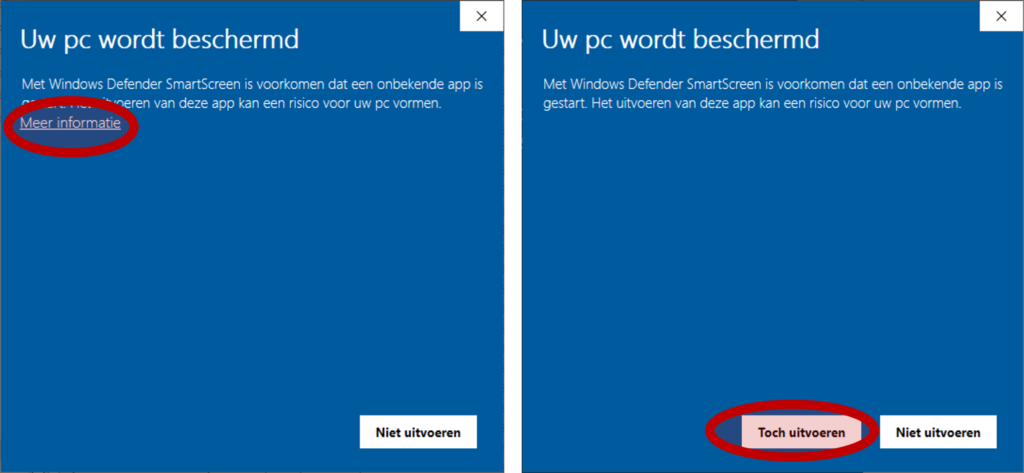 Uw pc wordt beschermd
Met Windows Defender SmartScreen is voorkomen dat een onbekende app is
gestart. Het uitvoeren van deze app kan een risico voor uw pc vormen.
Meer informatie
Niet uitvoeren
Uw pc wordt beschermd
Met Windows Defender SmartScreen is voorkomen dat een onbekende app is
gestart. Het uitvoeren van deze app kan een risico voor uw pc vormen.
Toch uitvoeren
Niet uitvoeren